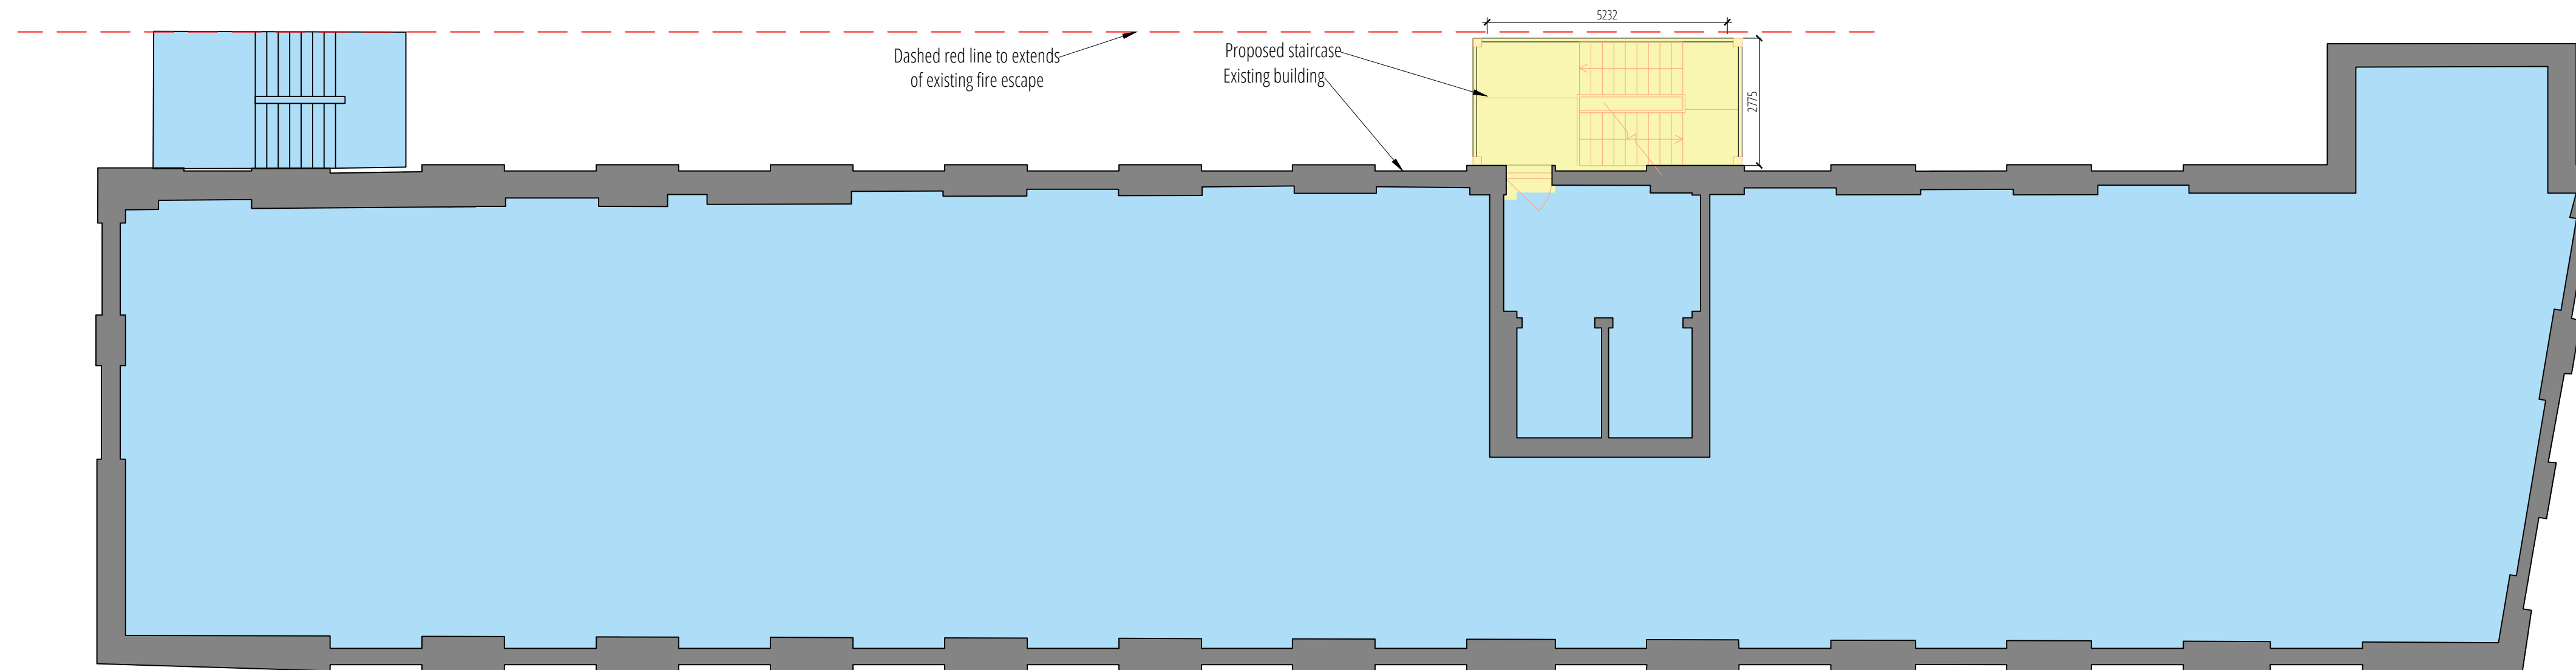 5232
Dashed red line to extends
of existing fire escape
Proposed staircase
Existing building
2775